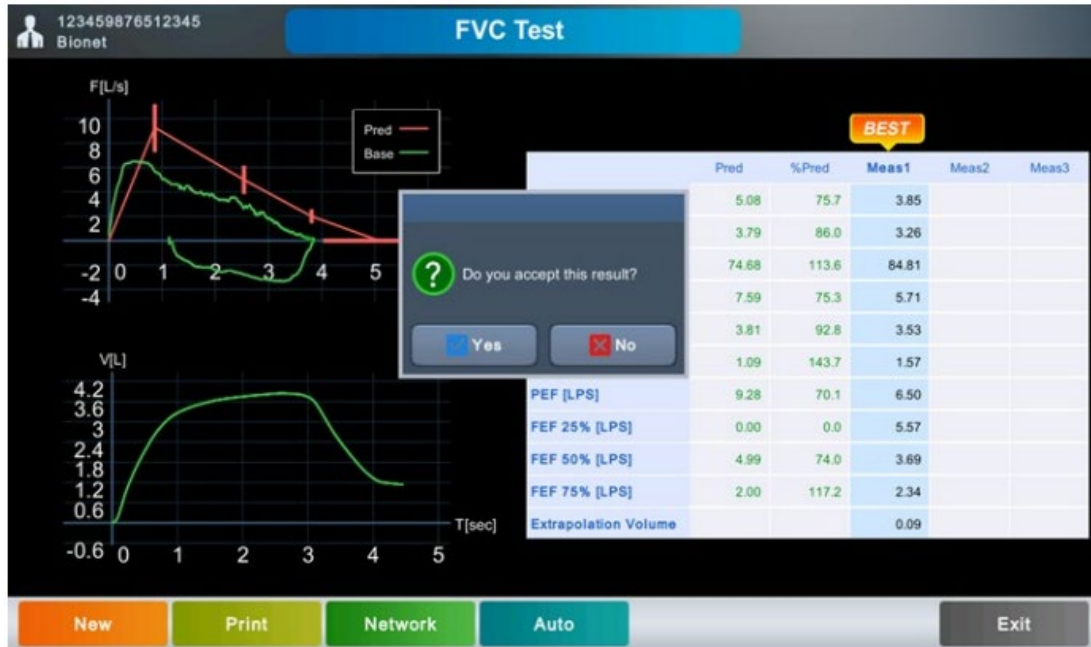 123459876512345
Bionet
FVC Test
F[L/s]
10
8
6
4
2
-2
-4
0 1 2 3 4 5
Pred
Base
V[L]
4.2
3.6
3
2.4
1.8
1.2
0.6
-0.6
0 1 2 3 4 5
T[sec]
BEST
Pred %Pred Meas1 Meas2 Meas3
5.08 75.7 3.85
3.79 86.0 3.26
74.68 113.6 84.81
7.59 75.3 5.71
3.81 92.8 3.53
1.09 143.7 1.57
PEF [LPS] 9.28 70.1 6.50
FEF 25% [LPS] 0.00 0.0 5.57
FEF 50% [LPS] 4.99 74.0 3.69
FEF 75% [LPS] 2.00 117.2 2.34
Extrapolation Volume 0.09
Do you accept this result?
Yes No
New Print Network Auto Exit